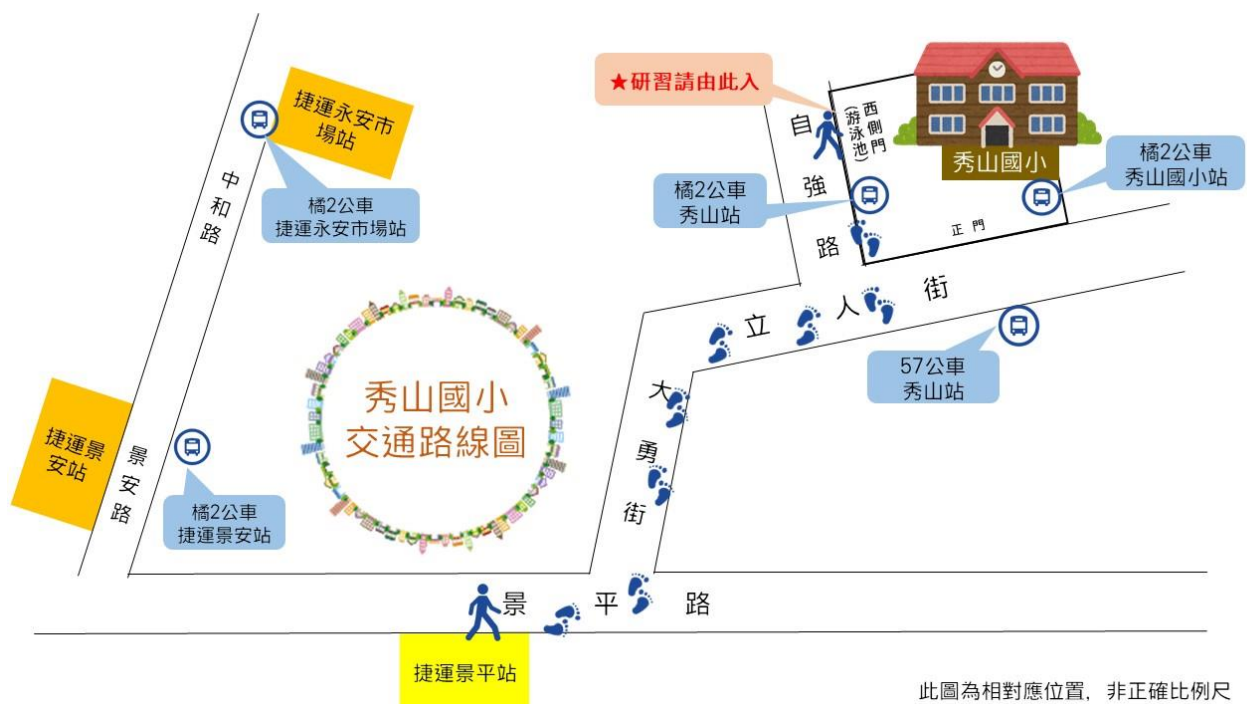 ★研習請由此入
捷運永安市
場站
橘2公車
捷運永安市場站
中和路
自強路
西側門
(游泳池)
秀山國小
橘2公車
秀山國小站
橘2公車
秀山站
正門
立人街
57公車
秀山站
秀山國小
交通路線圖
大勇街
捷運景
安站
景安路
橘2公車
捷運景安站
景平路
捷運景平站
此圖為相對應位置，非正確比例尺